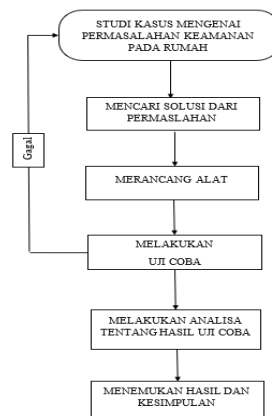 STUDI KASUS MENGENAI
PERMASALAHAN KEAMANAN
PADA RUMAH
MENCARI SOLUSI DARI
PERMASLAHAN
Gagal
MERANCANG ALAT
MELAKUKAN
UJI COBA
MELAKUKAN ANALISA
TENTANG HASIL UJI COBA
MENEMUKAN HASIL DAN
KESIMPULAN